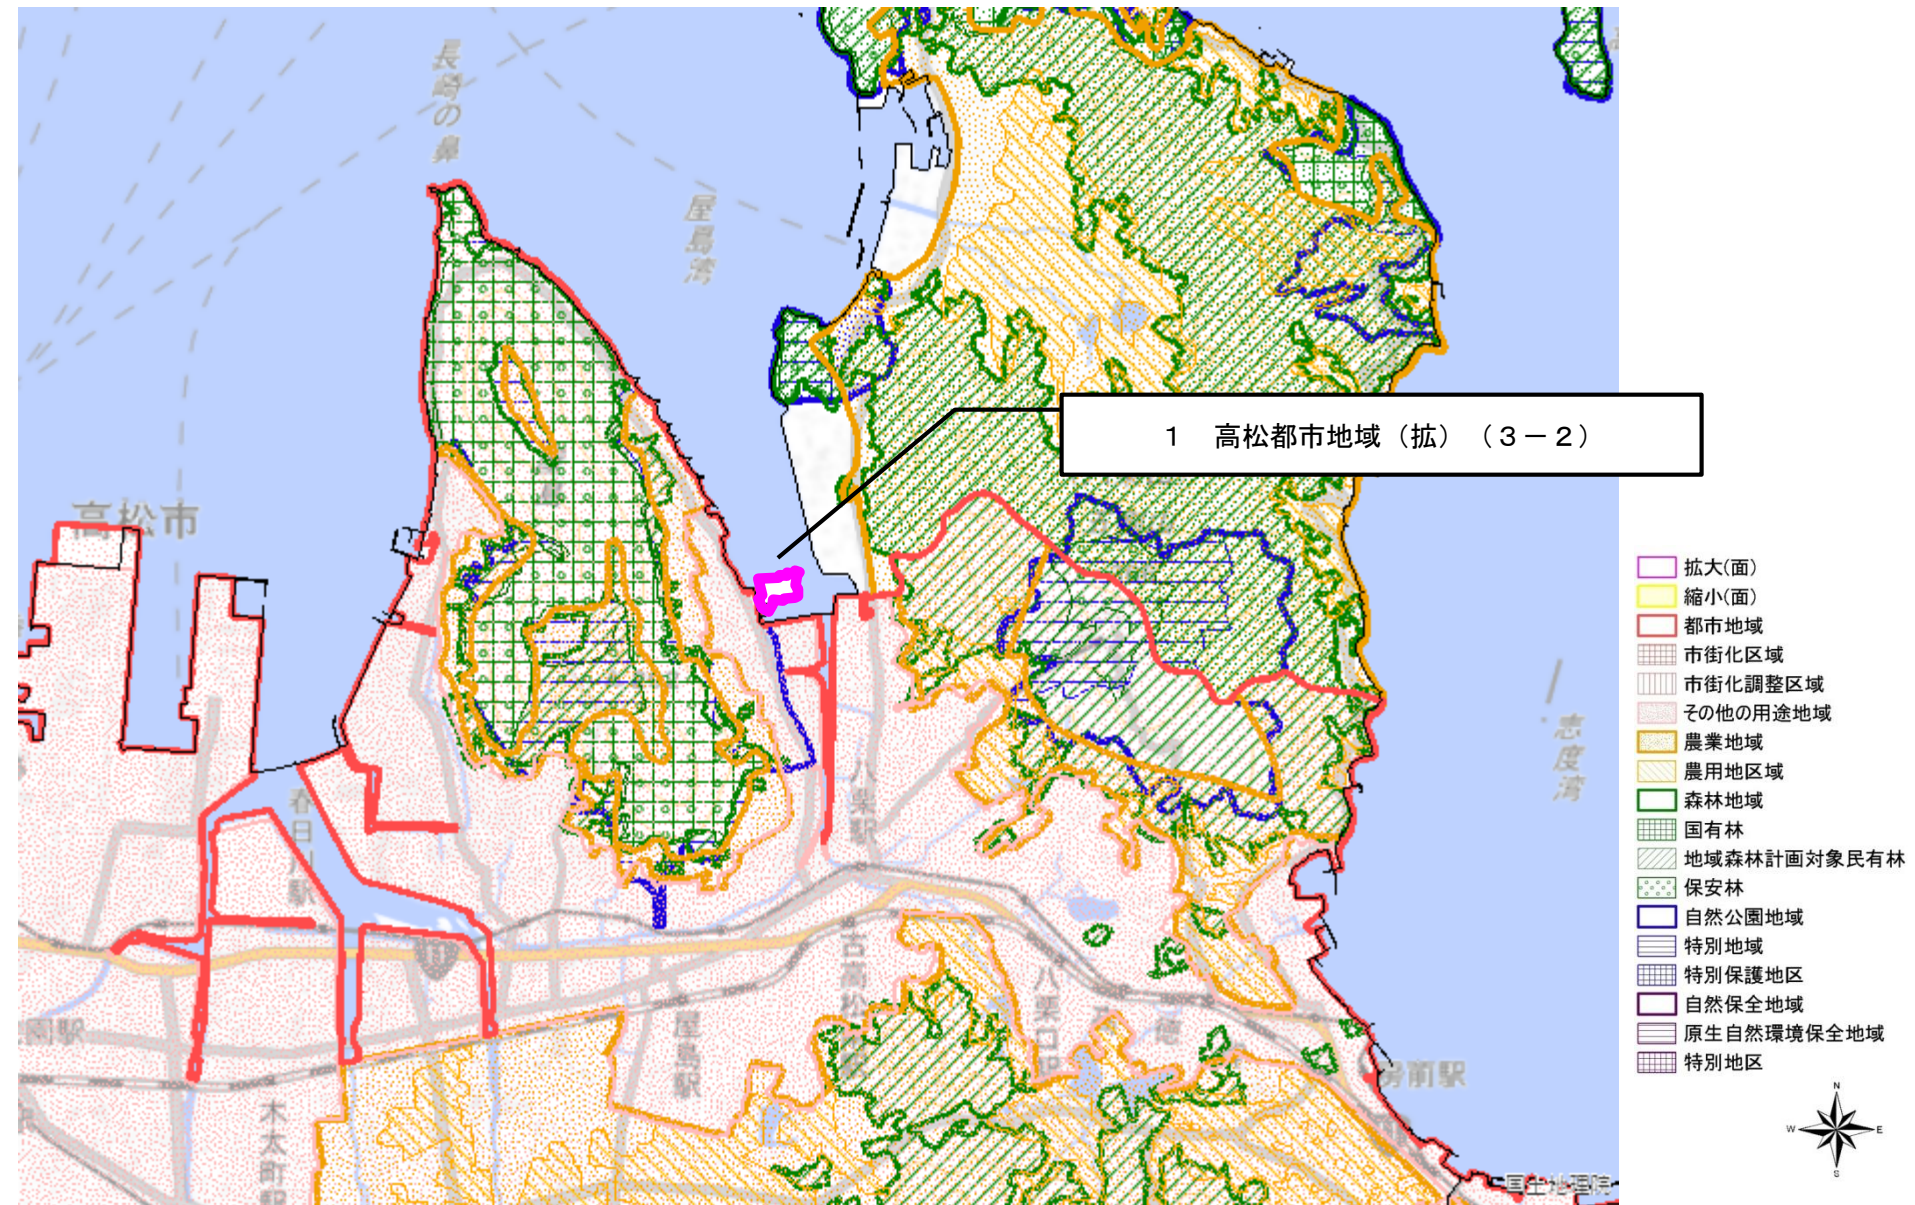 長崎の鼻
屋島湾
1 高松都市地域（拡）（３－２）
高松市
志度湾
春日川駅
八栗駅
古高松駅
八栗口駅
屋島駅
園駅
木太町駅
房前駅
11
国土地理院
拡大(面)
縮小(面)
都市地域
市街化区域
市街化調整区域
その他の用途地域
農業地域
農用地区域
森林地域
国有林
地域森林計画対象民有林
保安林
自然公園地域
特別地域
特別保護地区
自然保全地域
原生自然環境保全地域
特別地区
N
W
E
S